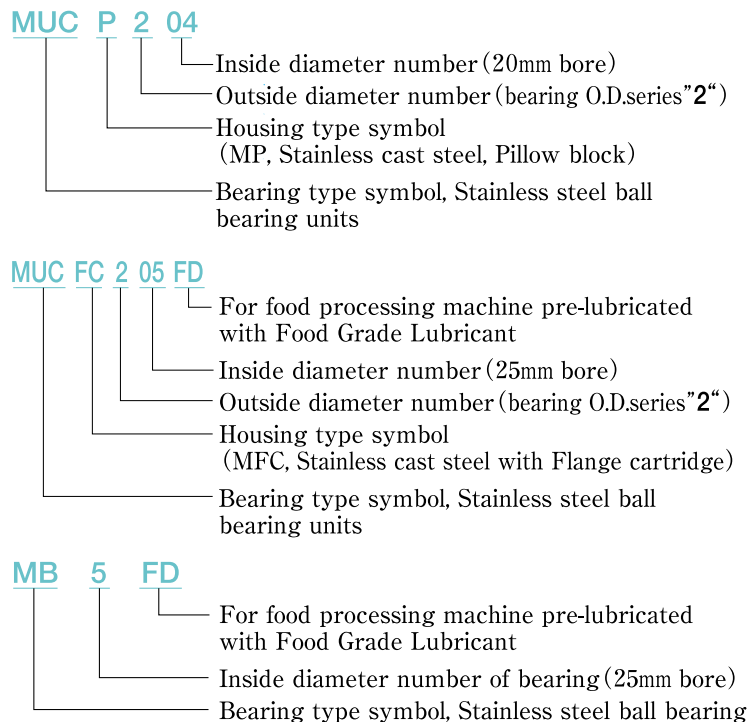 MUC P 2 04
Inside diameter number(20mm bore)
Outside diameter number(bearing O.D.series”2“)
Housing type symbol
(MP, Stainless cast steel, Pillow block)
Bearing type symbol, Stainless steel ball
bearing units
MUC FC 2 05 FD
For food processing machine pre-lubricated
with Food Grade Lubricant
Inside diameter number(25mm bore)
Outside diameter number(bearing O.D.series”2“)
Housing type symbol
(MFC, Stainless cast steel with Flange cartridge)
Bearing type symbol, Stainless steel ball
bearing units
MB 5 FD
For food processing machine pre-lubricated
with Food Grade Lubricant
Inside diameter number of bearing(25mm bore)
Bearing type symbol, Stainless steel ball bearing